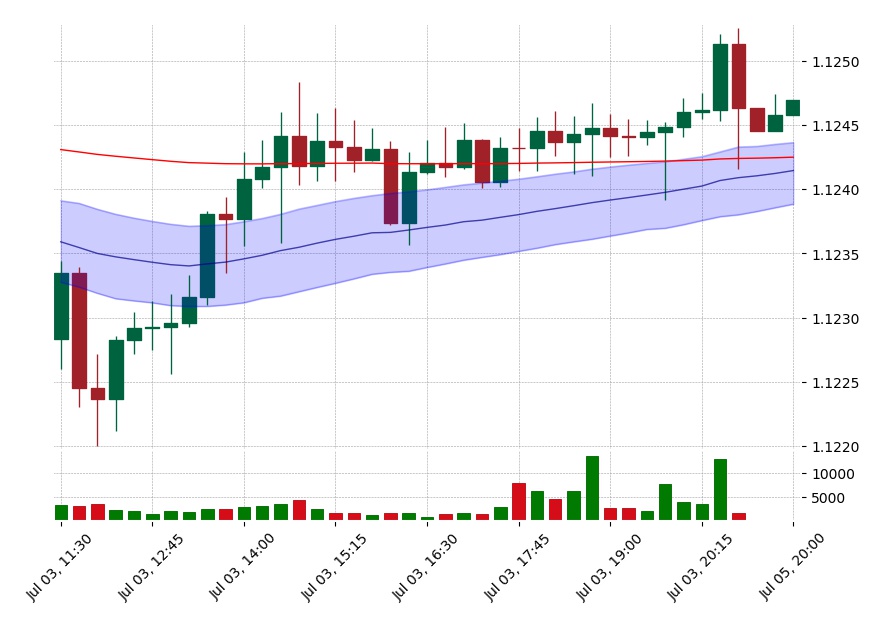 1.1250
1.1245
1.1240
1.1235
1.1230
1.1225
1.1220
10000
5000
Jul 03, 11:30
Jul 03, 12:45
Jul 03, 14:00
Jul 03, 15:15
Jul 03, 16:30
Jul 03, 17:45
Jul 03, 19:00
Jul 03, 20:15
Jul 05, 20:00